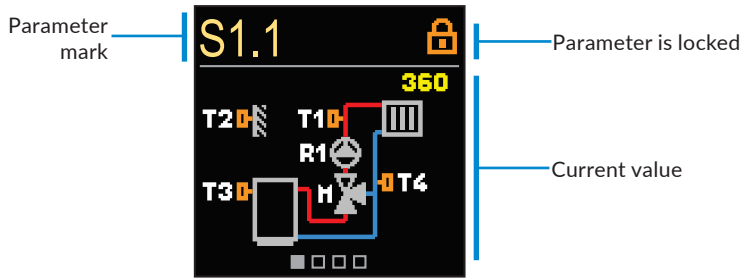 Parameter
mark
S1.1
Parameter is locked
360
T2
T1
R1
T3
M
T4
Current value